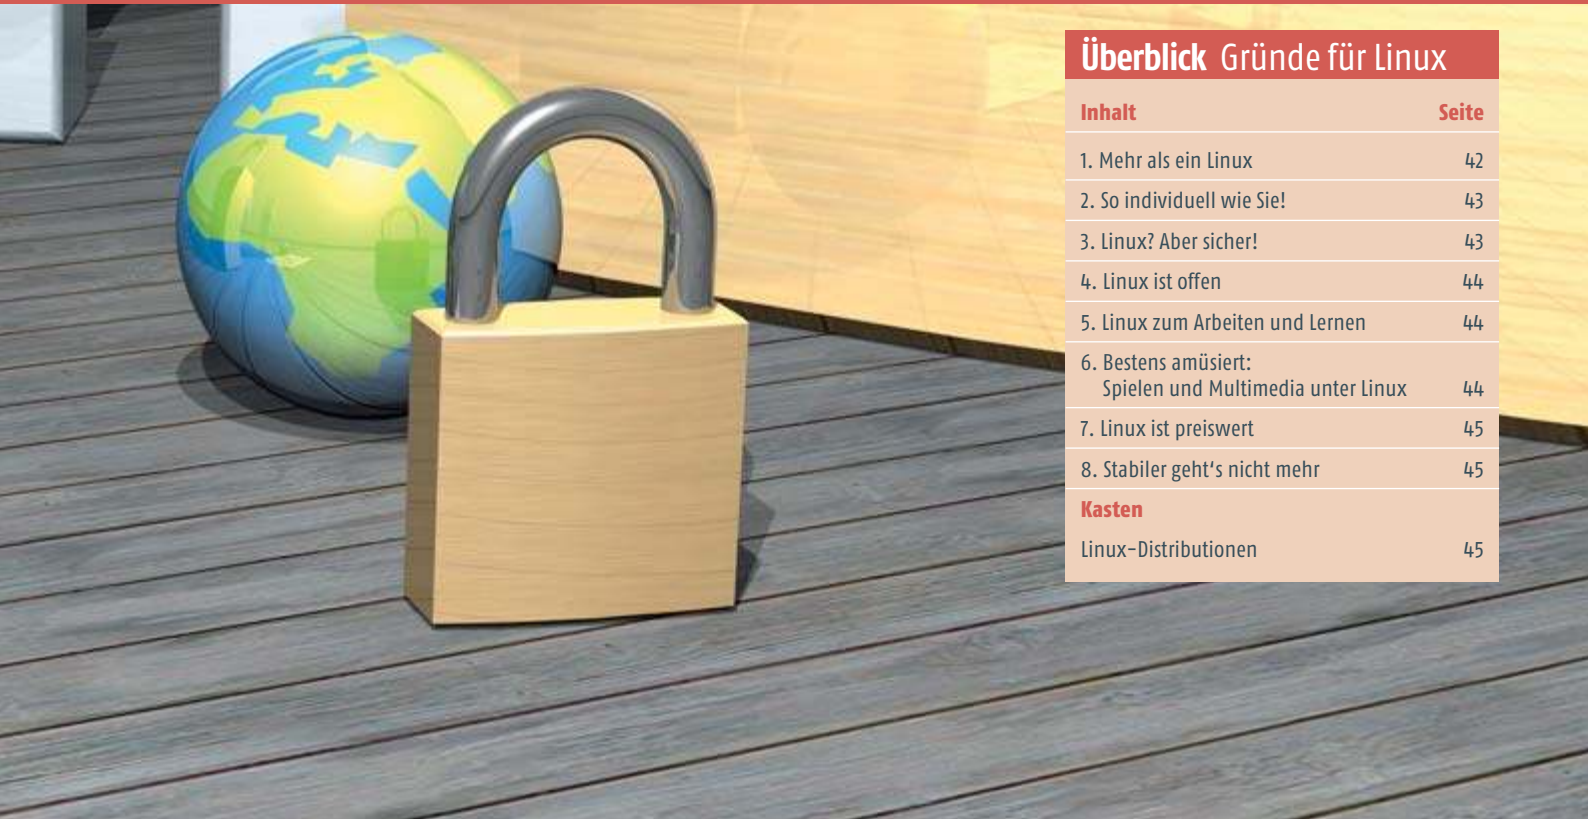 Überblick Gründe für Linux
Inhalt Seite
1. Mehr als ein Linux 42
2. So individuell wie Sie! 43
3. Linux? Aber sicher! 43
4. Linux ist offen 44
5. Linux zum Arbeiten und Lernen 44
6. Bestens amüsiert:
Spielen und Multimedia unter Linux 44
7. Linux ist preiswert 45
8. Stabiler geht's nicht mehr 45
Kasten
Linux-Distributionen 45